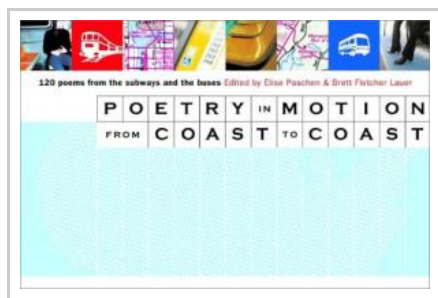 120 poems from the subways and the buses Edited by Elise Paschen & Brett Fletcher Lauer
POETRY IN MOTION
FROM COAST TO COAST